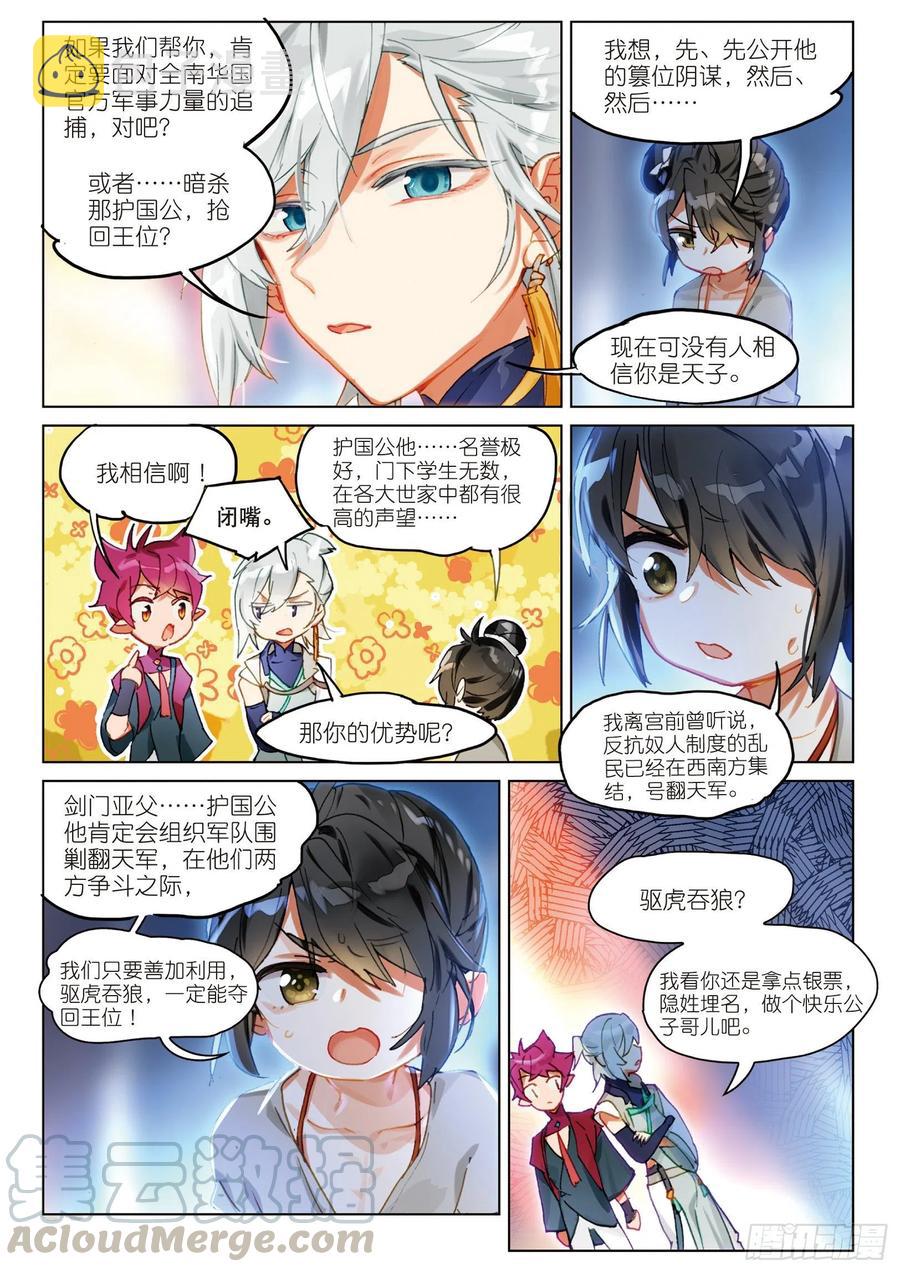 如果我们帮你，肯
定要面对全南华国
官方军事力量的追
捕，对吧？
或者……暗杀
那护国公，抢
回王位？
我想，先、先公开他
的篡位阴谋，然后、
然后……
现在可没有人相
信你是天子。
我相信啊！
闭嘴。
护国公他……名誉极
好，门下学生无数，
在各大世家中都有很
高的声望……
那你的优势呢？
我离宫前曾听说，
反抗奴人制度的乱
民已经在西南方集
结，号翻天军。
剑门亚父……护国公
他肯定会组织军队围
剿翻天军，在他们两
方争斗之际，
我们只要善加利用，
驱虎吞狼，一定能夺
回王位！
驱虎吞狼？
我看你还是拿点银票，
隐姓埋名，做个快乐公
子哥儿吧。
集云数据
ACloudMerge.com
腾讯动漫